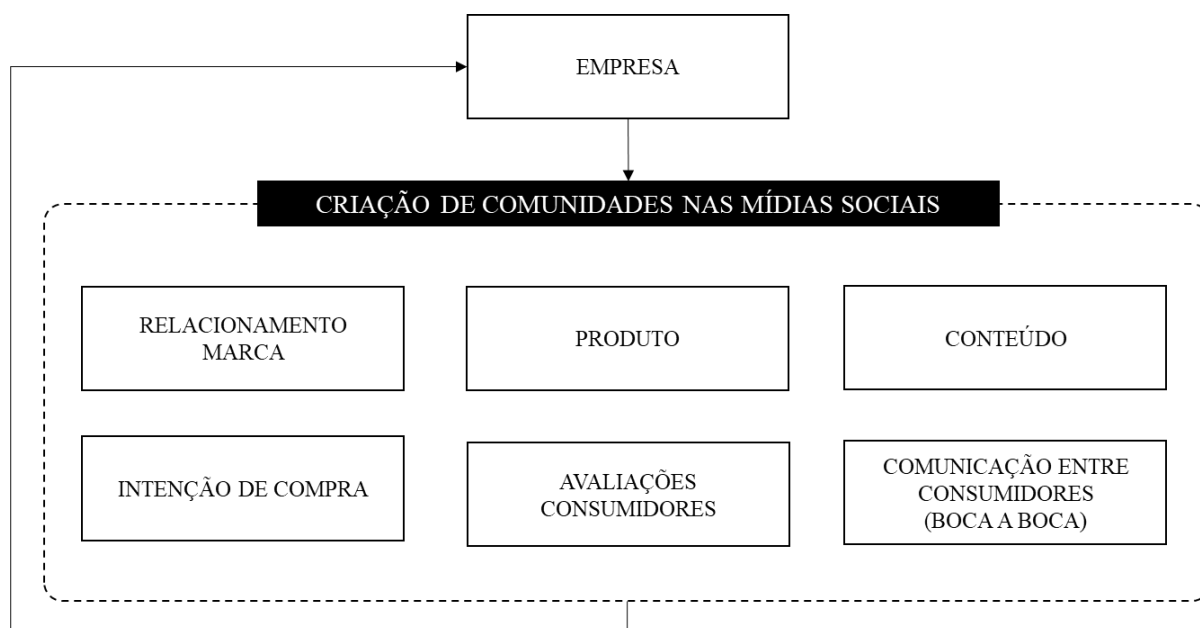 EMPRESA
CRIAÇÃO DE COMUNIDADES NAS MÍDIAS SOCIAIS
RELACIONAMENTO
MARCA
PRODUTO
CONTEÚDO
INTENÇÃO DE COMPRA
AVALIAÇÕES
CONSUMIDORES
COMUNICAÇÃO ENTRE
CONSUMIDORES
(BOCA A BOCA)